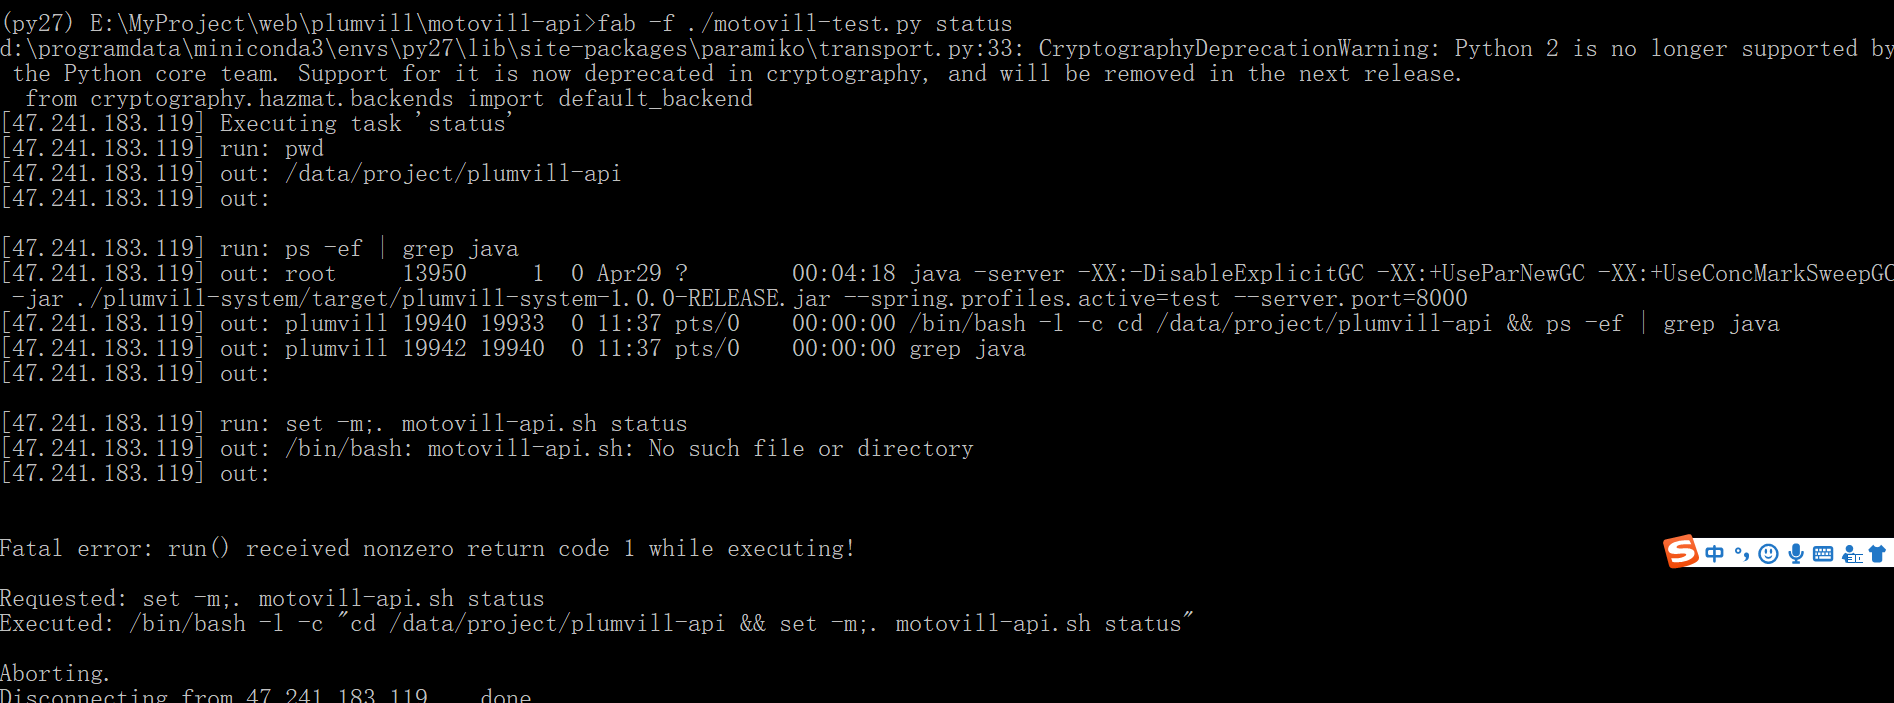 (py27) E:\MyProject\web\plumvill\motovill-api>fab -f ./motovill-test.py status
d:\programdata\miniconda3\envs\py27\lib\site-packages\paramiko\transport.py:33: CryptographyDeprecationWarning: Python 2 is no longer supported by
 the Python core team. Support for it is now deprecated in cryptography, and will be removed in the next release.
  from cryptography.hazmat.backends import default_backend
[47.241.183.119] Executing task 'status'
[47.241.183.119] run: pwd
[47.241.183.119] out: /data/project/plumvill-api
[47.241.183.119] out:
[47.241.183.119] run: ps -ef | grep java
[47.241.183.119] out: root     13950     1  0 Apr29 ?        00:04:18 java -server -XX:-DisableExplicitGC -XX:+UseParNewGC -XX:+UseConcMarkSweepGC
 -jar ./plumvill-system/target/plumvill-system-1.0.0-RELEASE.jar --spring.profiles.active=test --server.port=8000
[47.241.183.119] out: plumvill 19940 19933  0 11:37 pts/0    00:00:00 /bin/bash -l -c cd /data/project/plumvill-api && ps -ef | grep java
[47.241.183.119] out: plumvill 19942 19940  0 11:37 pts/0    00:00:00 grep java
[47.241.183.119] out:
[47.241.183.119] run: set -m;. motovill-api.sh status
[47.241.183.119] out: /bin/bash: motovill-api.sh: No such file or directory
[47.241.183.119] out:
Fatal error: run() received nonzero return code 1 while executing!
S中
Requested: set -m;. motovill-api.sh status
Executed: /bin/bash -l -c "cd /data/project/plumvill-api && set -m;. motovill-api.sh status"
Aborting.
Disconnecting from 47.241.183.119... done.